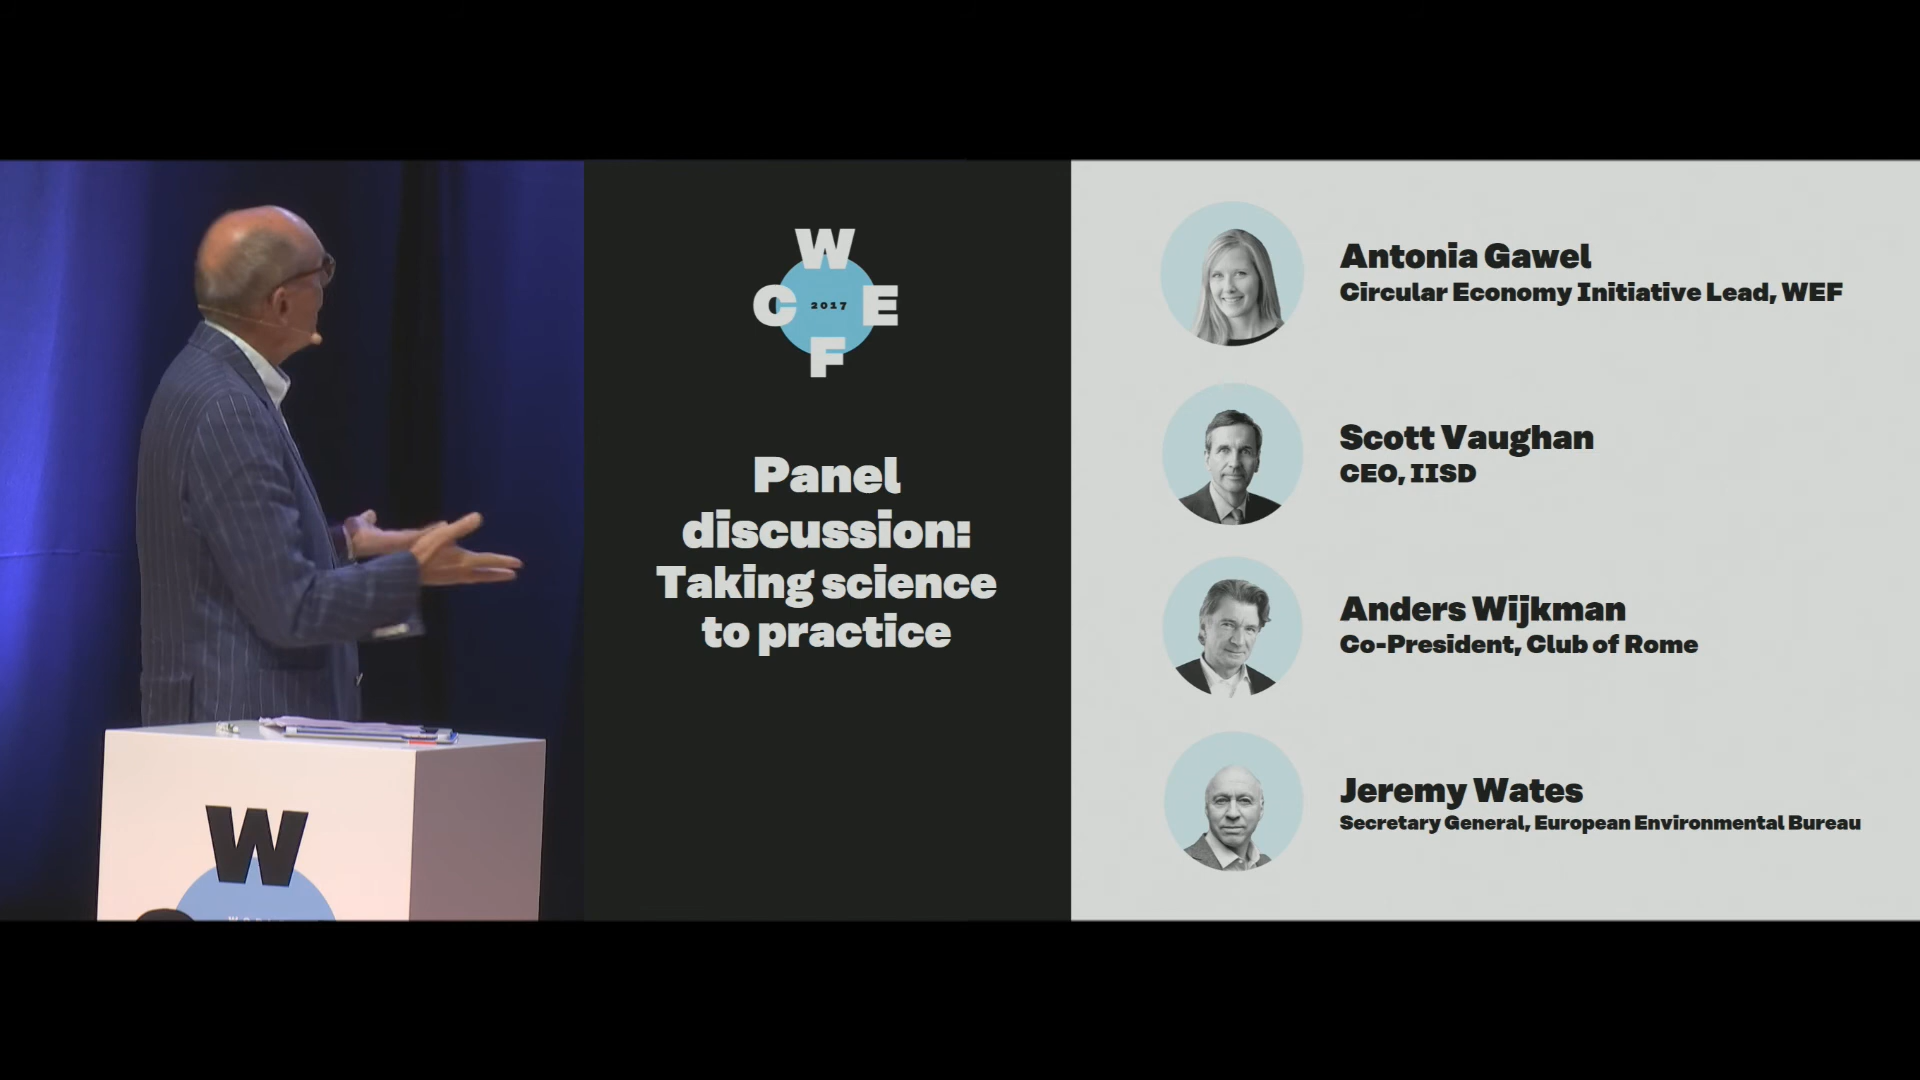 W
C 2017 E
F
Panel
discussion:
Taking science
to practice
Antonia Gawel
Circular Economy Initiative Lead, WEF
Scott Vaughan
CEO, IISD
Anders Wijkman
Co-President, Club of Rome
Jeremy Wates
Secretary General, European Environmental Bureau
W